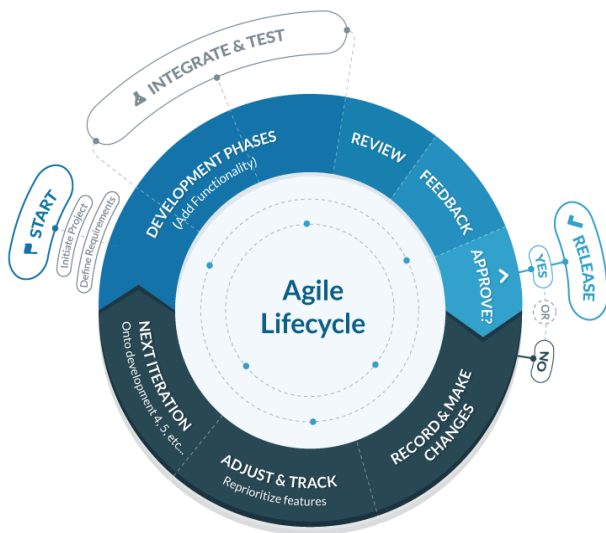 INTEGRATE & TEST
START
Initiate Project
Define Requirements
DEVELOPMENT PHASES
(Add Functionality)
REVIEW
FEEDBACK
APPROVE?
YES
RELEASE
OR
NO
RECORD & MAKE
CHANGES
ADJUST & TRACK
Reprioritize features
NEXT ITERATION
Onto development 4, 5, etc...
Agile
Lifecycle